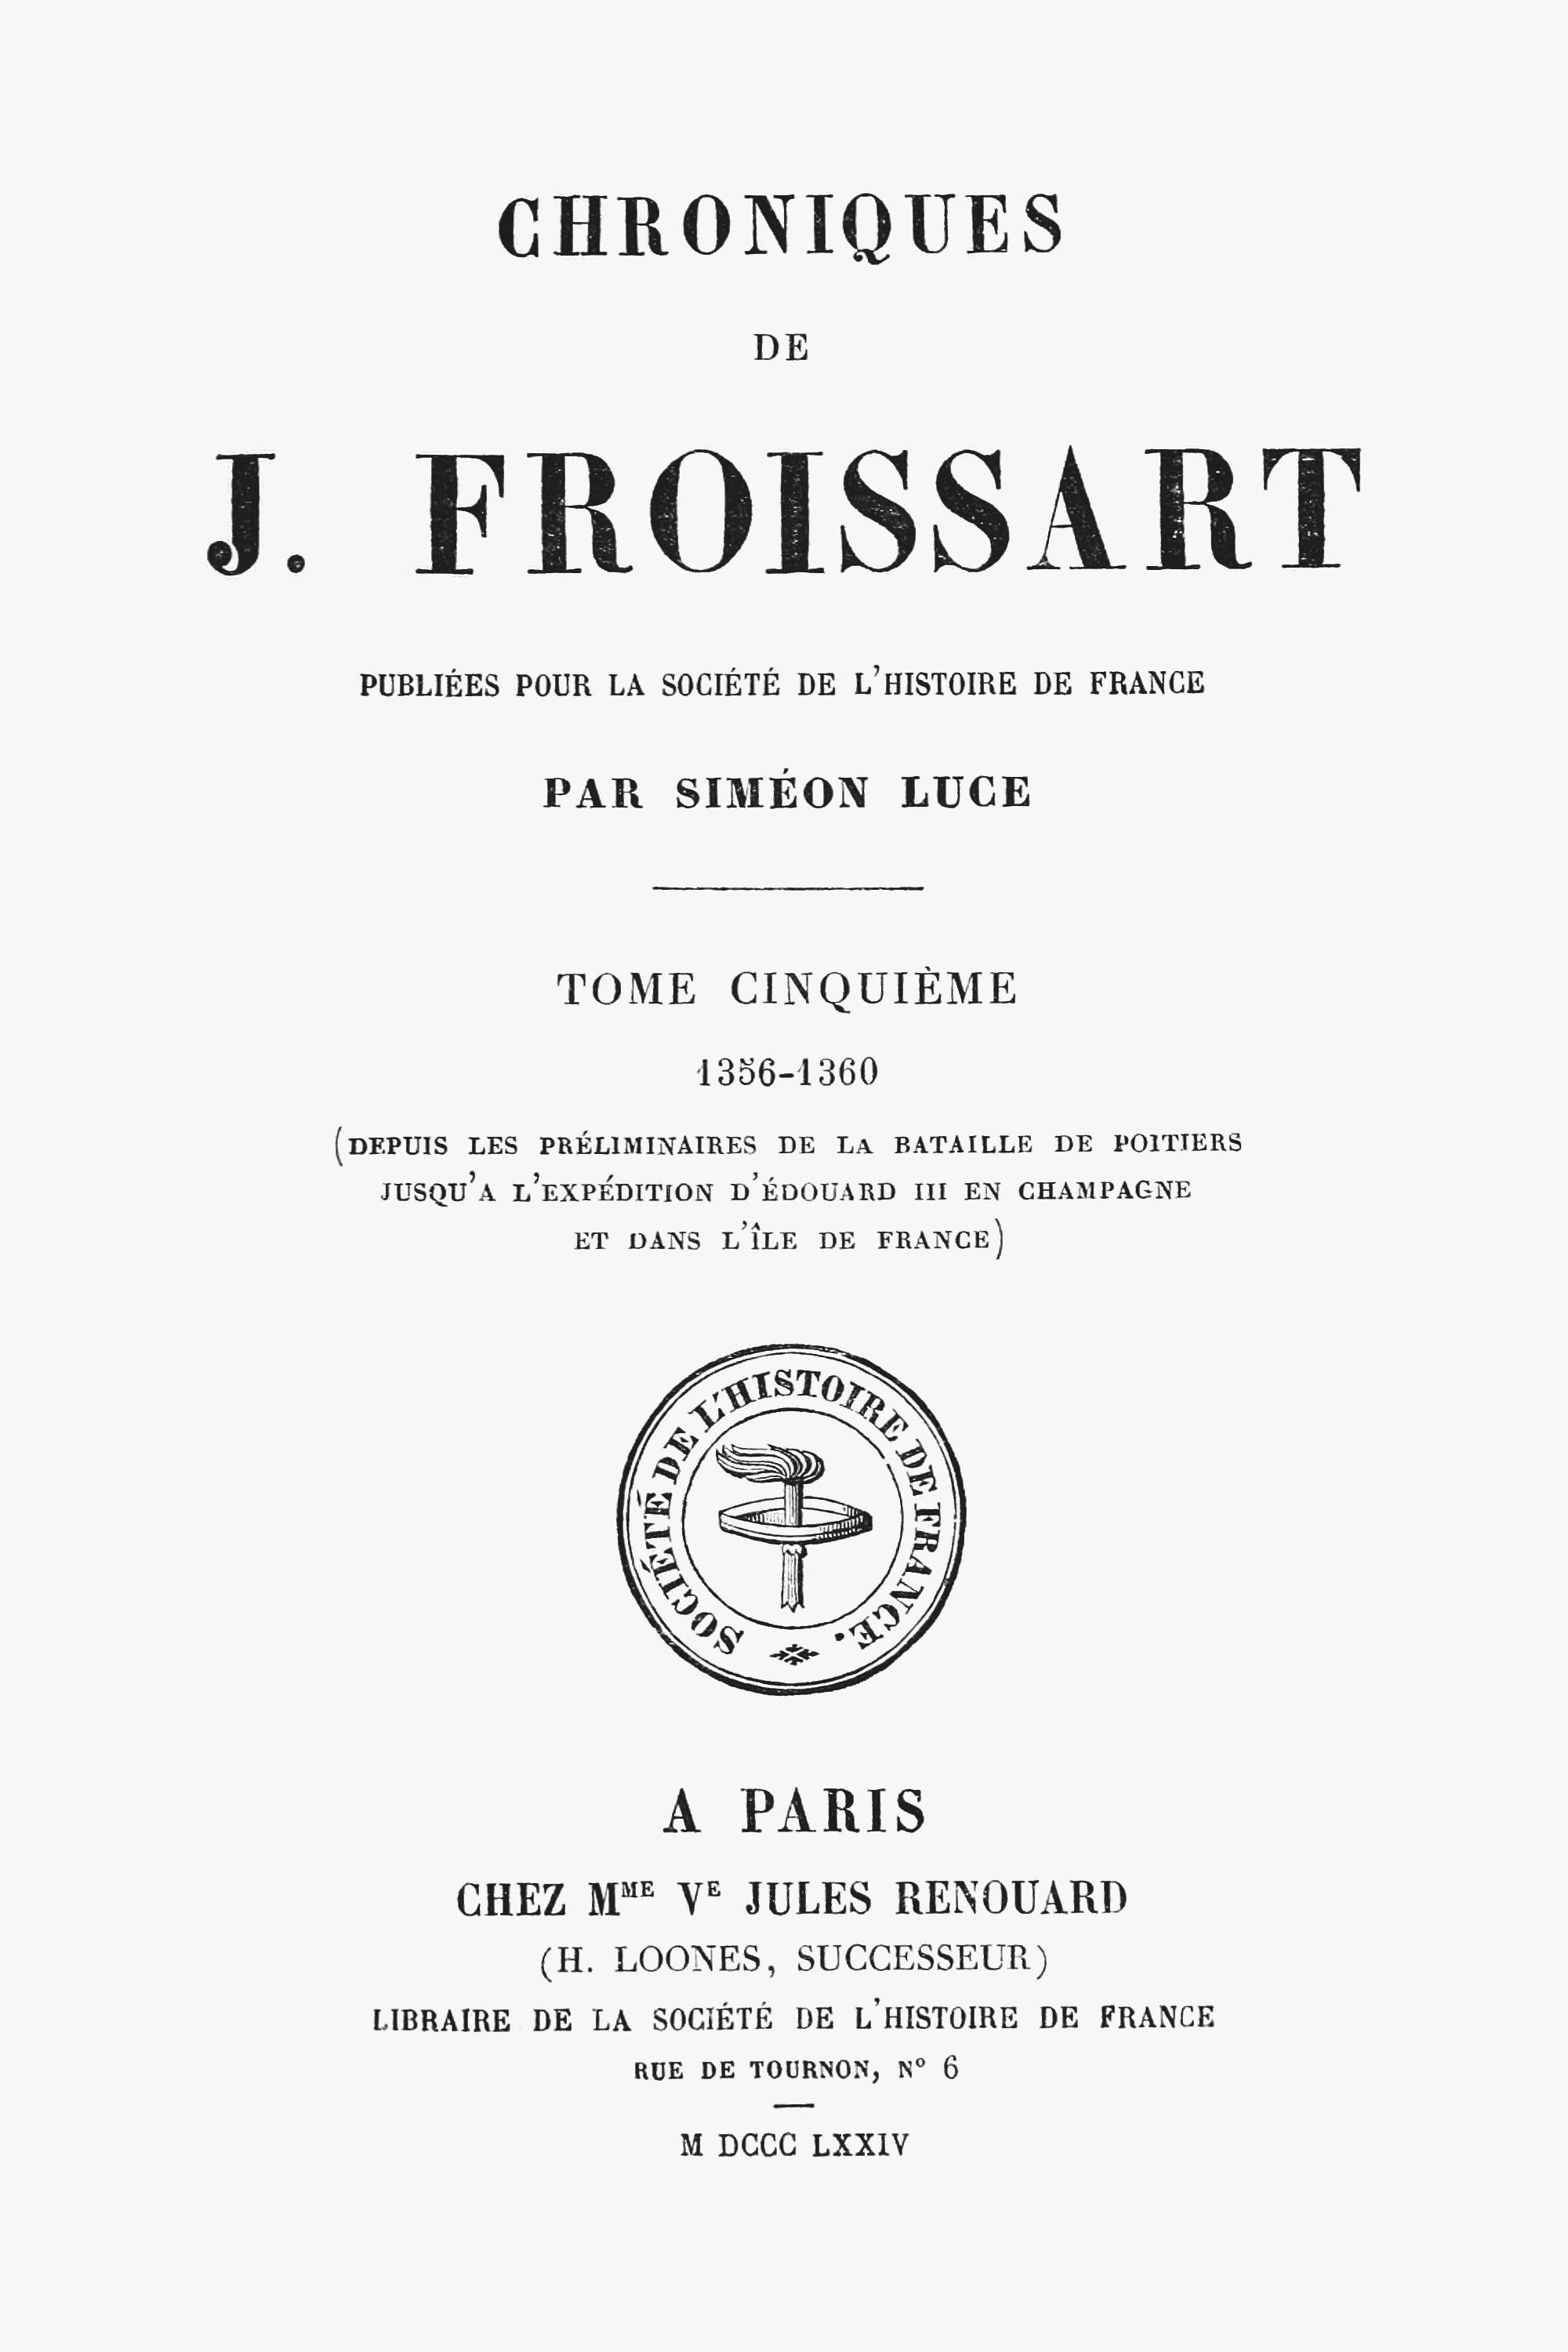 CHRONIQUES
DE
J. FROISSART
PUBLIÉES POUR LA SOCIÉTÉ DE L'HISTOIRE DE FRANCE
PAR SIMÉON LUCE
TOME CINQUIÈME
1356-1360
(DEPUIS LES PRÉLIMINAIRES DE LA BATAILLE DE POITIERS
JUSQU'A L'EXPÉDITION D'ÉDOUARD III EN CHAMPAGNE
ET DANS L'ÎLE DE FRANCE)
SOCIÉTÉ DE L'HISTOIRE DE FRANCE.
A PARIS
CHEZ MME VE JULES RENOUARD
(H. LOONES, SUCCESSEUR)
LIBRAIRE DE LA SOCIÉTÉ DE L'HISTOIRE DE FRANCE
RUE DE TOURNON, N° 6
M DCCC LXXIV